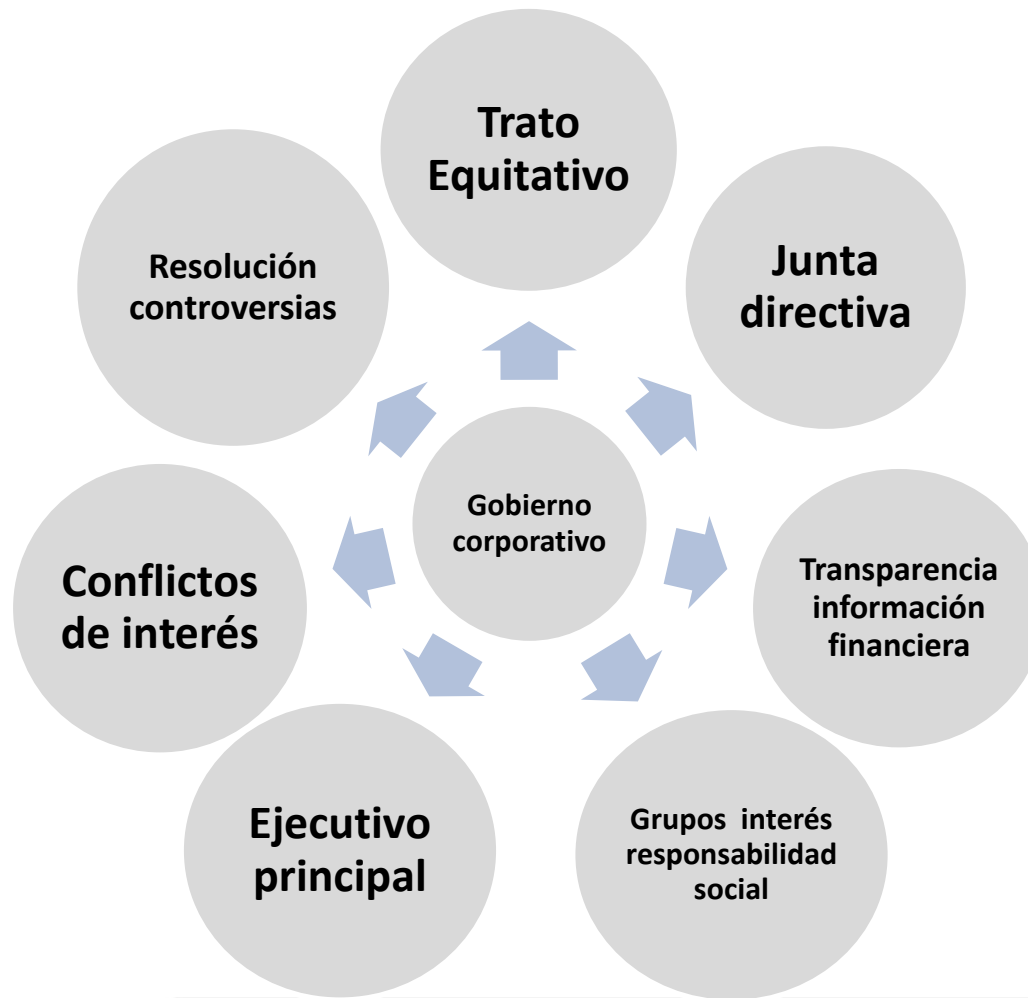 Trato
Equitativo
Junta
directiva
Transparencia
información
financiera
Grupos interés
responsabilidad
social
Ejecutivo
principal
Conflictos
de interés
Resolución
controversias
Gobierno
corporativo